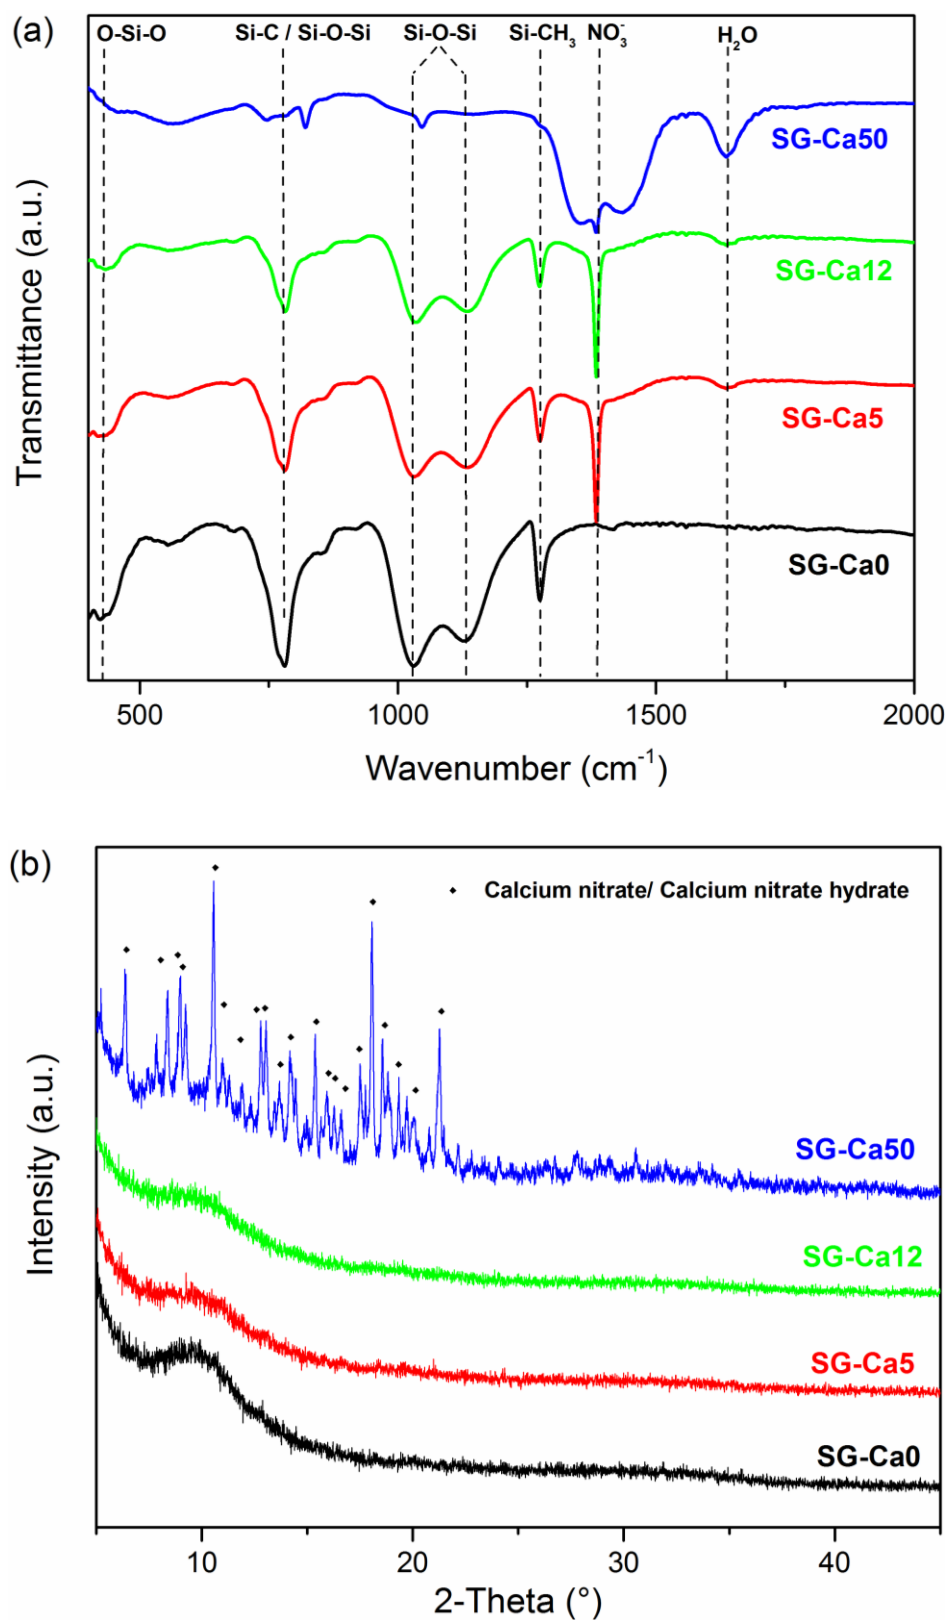 (a)
O-Si-O Si-C / Si-O-Si Si-O-Si Si-CH₃ NO₃⁻ H₂O
SG-Ca50
SG-Ca12
SG-Ca5
SG-Ca0
Transmittance (a.u.)
500 1000 1500 2000
Wavenumber (cm⁻¹)
(b)
Calcium nitrate/ Calcium nitrate hydrate
SG-Ca50
SG-Ca12
SG-Ca5
SG-Ca0
Intensity (a.u.)
10 20 30 40
2-Theta (°)